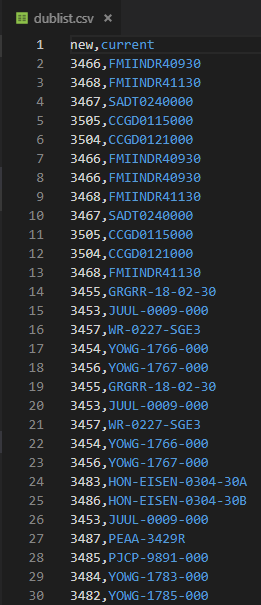 dublist.csv
1 new,current
2 3466,FMIINDR40930
3 3468,FMIINDR41130
4 3467,SADT0240000
5 3505,CCGD0115000
6 3504,CCGD0121000
7 3466,FMIINDR40930
8 3466,FMIINDR40930
9 3468,FMIINDR41130
10 3467,SADT0240000
11 3505,CCGD0115000
12 3504,CCGD0121000
13 3468,FMIINDR41130
14 3455,GRGRR-18-02-30
15 3453,JUUL-0009-000
16 3457,WR-0227-SGE3
17 3454,YOWG-1766-000
18 3456,YOWG-1767-000
19 3455,GRGRR-18-02-30
20 3453,JUUL-0009-000
21 3457,WR-0227-SGE3
22 3454,YOWG-1766-000
23 3456,YOWG-1767-000
24 3483,HON-EISEN-0304-30A
25 3486,HON-EISEN-0304-30B
26 3453,JUUL-0009-000
27 3487,PEAA-3429R
28 3485,PJCP-9891-000
29 3484,YOWG-1783-000
30 3482,YOWG-1785-000